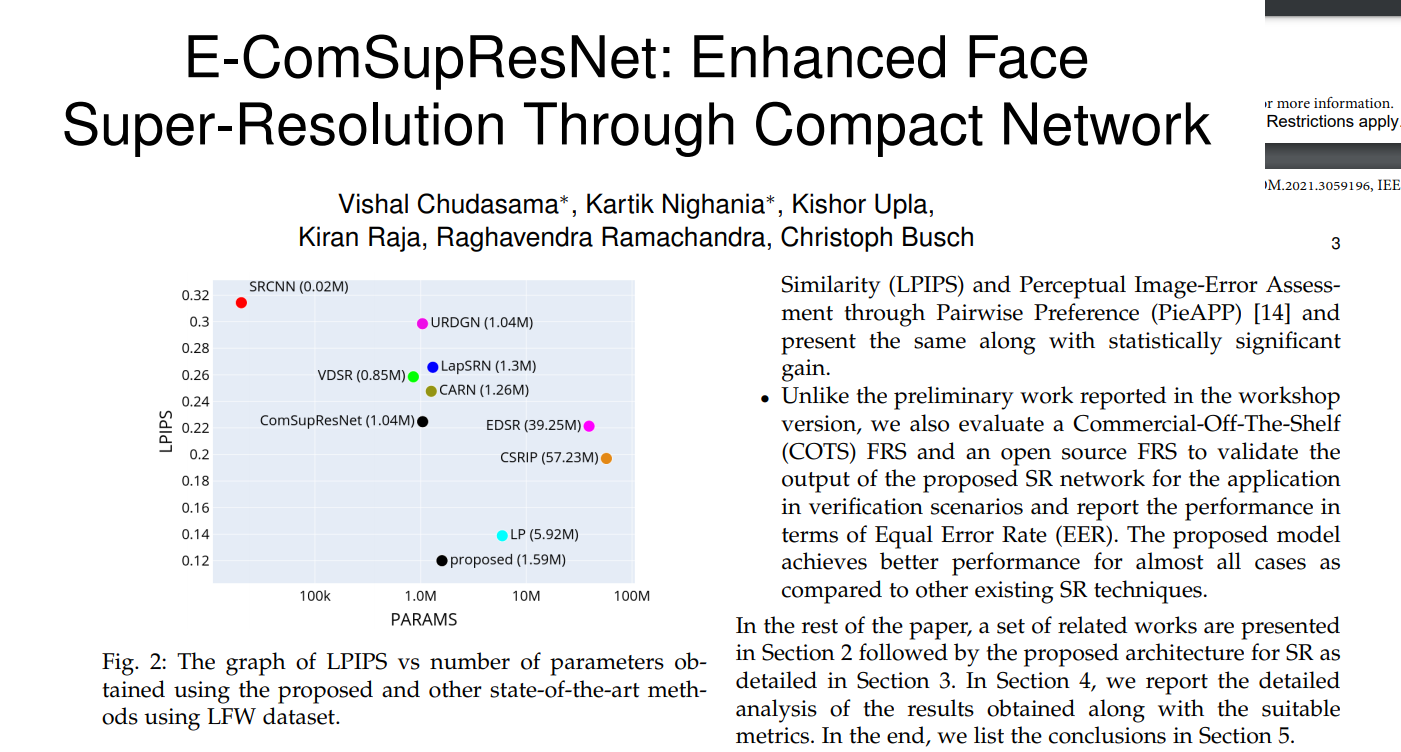 E-ComSupResNet: Enhanced Face
Super-Resolution Through Compact Network
Vishal Chudasama*, Kartik Nighania*, Kishor Upla,
Kiran Raja, Raghavendra Ramachandra, Christoph Busch
or more information.
Restrictions apply.
OM.2021.3059196, IEE
3
SRCNN (0.02M)
URDGN (1.04M)
LapSRN (1.3M)
VDSR (0.85M)
CARN (1.26M)
ComSupResNet (1.04M)
EDSR (39.25M)
CSRIP (57.23M)
LP (5.92M)
proposed (1.59M)
0.32
0.3
0.28
0.26
0.24
0.22
0.2
0.18
0.16
0.14
0.12
LPIPS
100k 1.0M 10M 100M
PARAMS
Fig. 2: The graph of LPIPS vs number of parameters ob-
tained using the proposed and other state-of-the-art meth-
ods using LFW dataset.
Similarity (LPIPS) and Perceptual Image-Error Assess-
ment through Pairwise Preference (PieAPP) [14] and
present the same along with statistically significant
gain.
• Unlike the preliminary work reported in the workshop
version, we also evaluate a Commercial-Off-The-Shelf
(COTS) FRS and an open source FRS to validate the
output of the proposed SR network for the application
in verification scenarios and report the performance in
terms of Equal Error Rate (EER). The proposed model
achieves better performance for almost all cases as
compared to other existing SR techniques.
In the rest of the paper, a set of related works are presented
in Section 2 followed by the proposed architecture for SR as
detailed in Section 3. In Section 4, we report the detailed
analysis of the results obtained along with the suitable
metrics. In the end, we list the conclusions in Section 5.